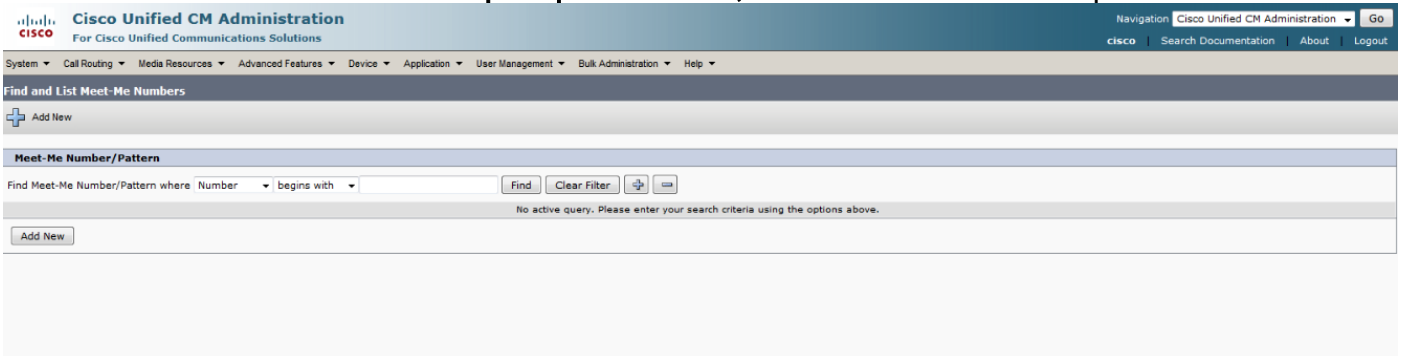 Cisco Unified CM Administration
For Cisco Unified Communications Solutions
CISCO
Navigation Cisco Unified CM Administration Go
cisco | Search Documentation | About | Logout
System Call Routing Media Resources Advanced Features Device Application User Management Bulk Administration Help
Find and List Meet-Me Numbers
Add New
Meet-Me Number/Pattern
Find Meet-Me Number/Pattern where Number begins with Find Clear Filter
No active query. Please enter your search criteria using the options above.
Add New